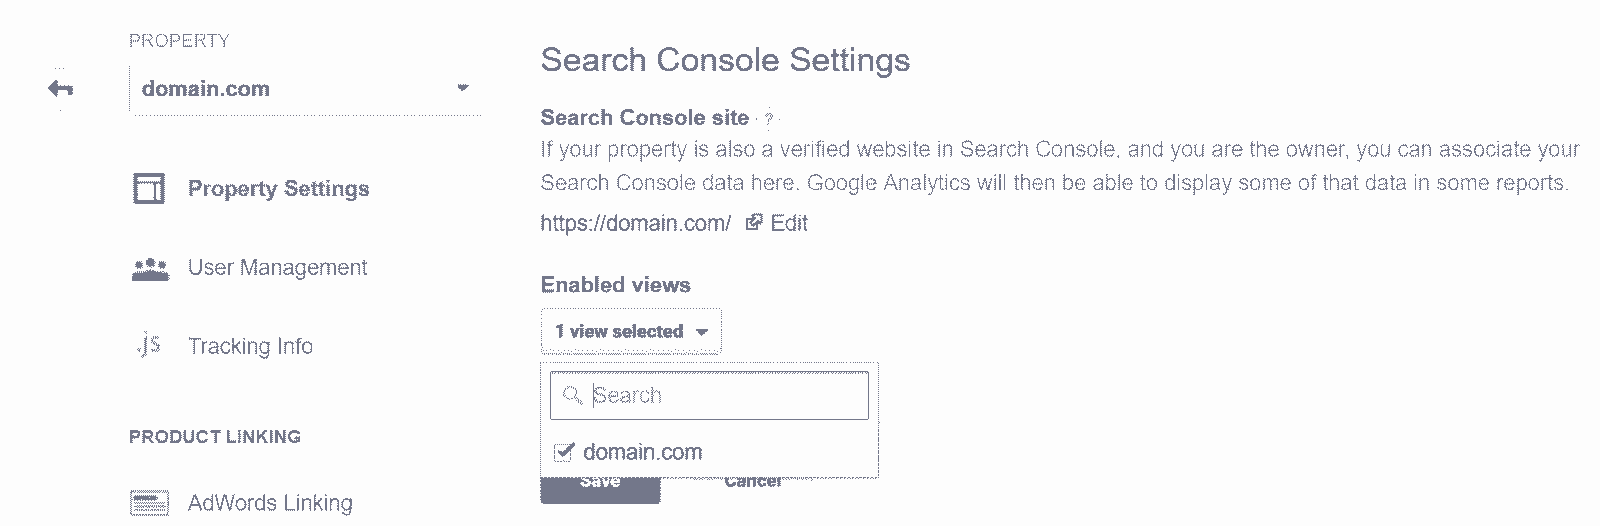 PROPERTY
domain.com
Property Settings
User Management
.js Tracking Info
PRODUCT LINKING
AdWords Linking
Search Console Settings
Search Console site ?
If your property is also a verified website in Search Console, and you are the owner, you can associate your
Search Console data here. Google Analytics will then be able to display some of that data in some reports.
https://domain.com/ Edit
Enabled views
1 view selected
Search
domain.com
Save Cancel